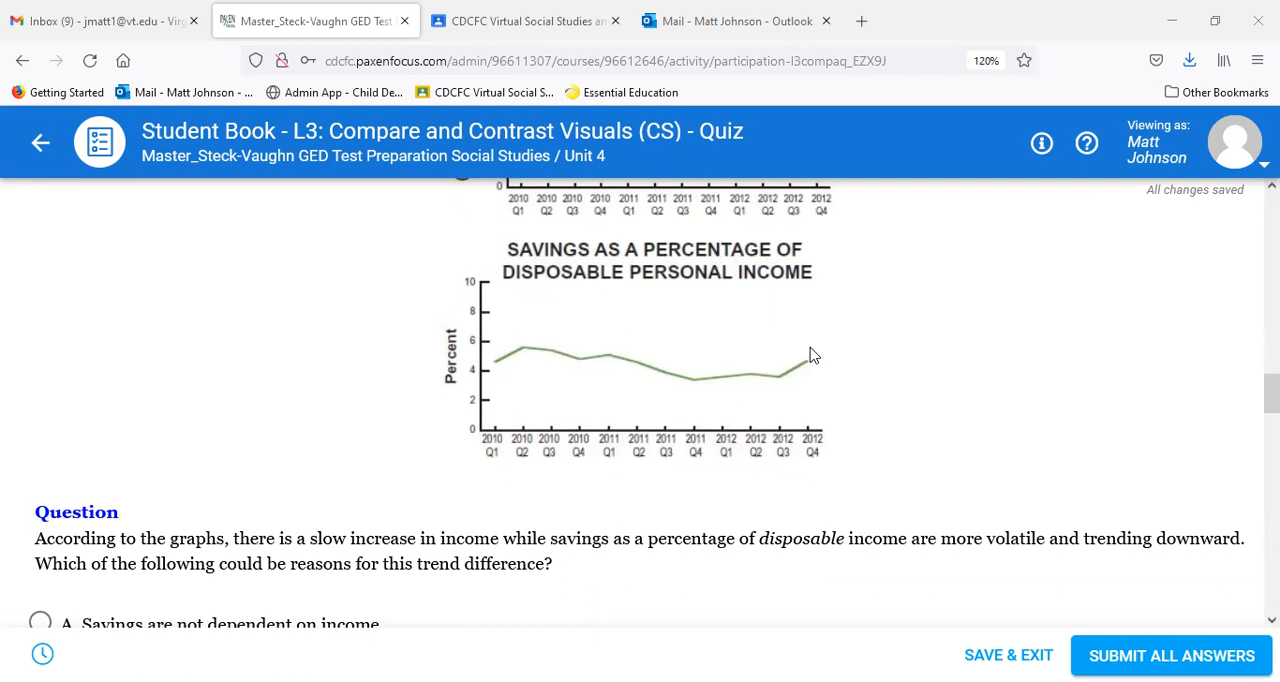 Inbox (9) - jmatt1@vt.edu - Vir
Master_Steck-Vaughn GED Test
CDCFC Virtual Social Studies an
Mail - Matt Johnson - Outlook
cdcfc.paxenfocus.com/admin/96611307/courses/96612646/activity/participation-l3compaq_EZX9J
120%
Getting Started
Mail - Matt Johnson - ...
Admin App - Child De...
CDCFC Virtual Social S...
Essential Education
Other Bookmarks
Student Book - L3: Compare and Contrast Visuals (CS) - Quiz
Master_Steck-Vaughn GED Test Preparation Social Studies / Unit 4
Viewing as:
Matt
Johnson
All changes saved
0
2010 2010 2010 2010 2011 2011 2011 2011 2012 2012 2012 2012
Q1 Q2 Q3 Q4 Q1 Q2 Q3 Q4 Q1 Q2 Q3 Q4
SAVINGS AS A PERCENTAGE OF
DISPOSABLE PERSONAL INCOME
Percent
10
8
6
4
2
0
2010 2010 2010 2010 2011 2011 2011 2011 2012 2012 2012 2012
Q1 Q2 Q3 Q4 Q1 Q2 Q3 Q4 Q1 Q2 Q3 Q4
Question
According to the graphs, there is a slow increase in income while savings as a percentage of disposable income are more volatile and trending downward.
Which of the following could be reasons for this trend difference?
A. Savings are not dependent on income.
SAVE & EXIT
SUBMIT ALL ANSWERS